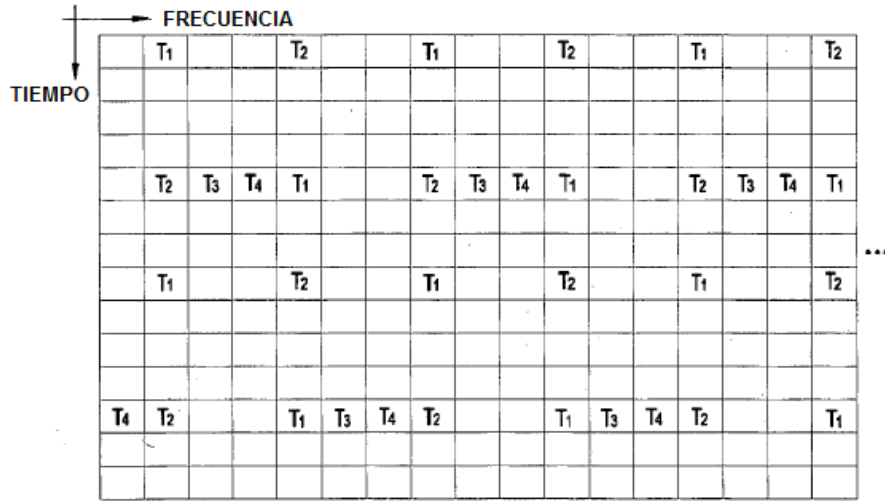 FRECUENCIA
TIEMPO
T1 T2 T1 T2 T1 T2
T2 T3 T4 T1 T2 T3 T4 T1 T2 T3 T4 T1
...
T1 T2 T1 T2 T1 T2
T4 T2 T1 T3 T4 T2 T1 T3 T4 T2 T1